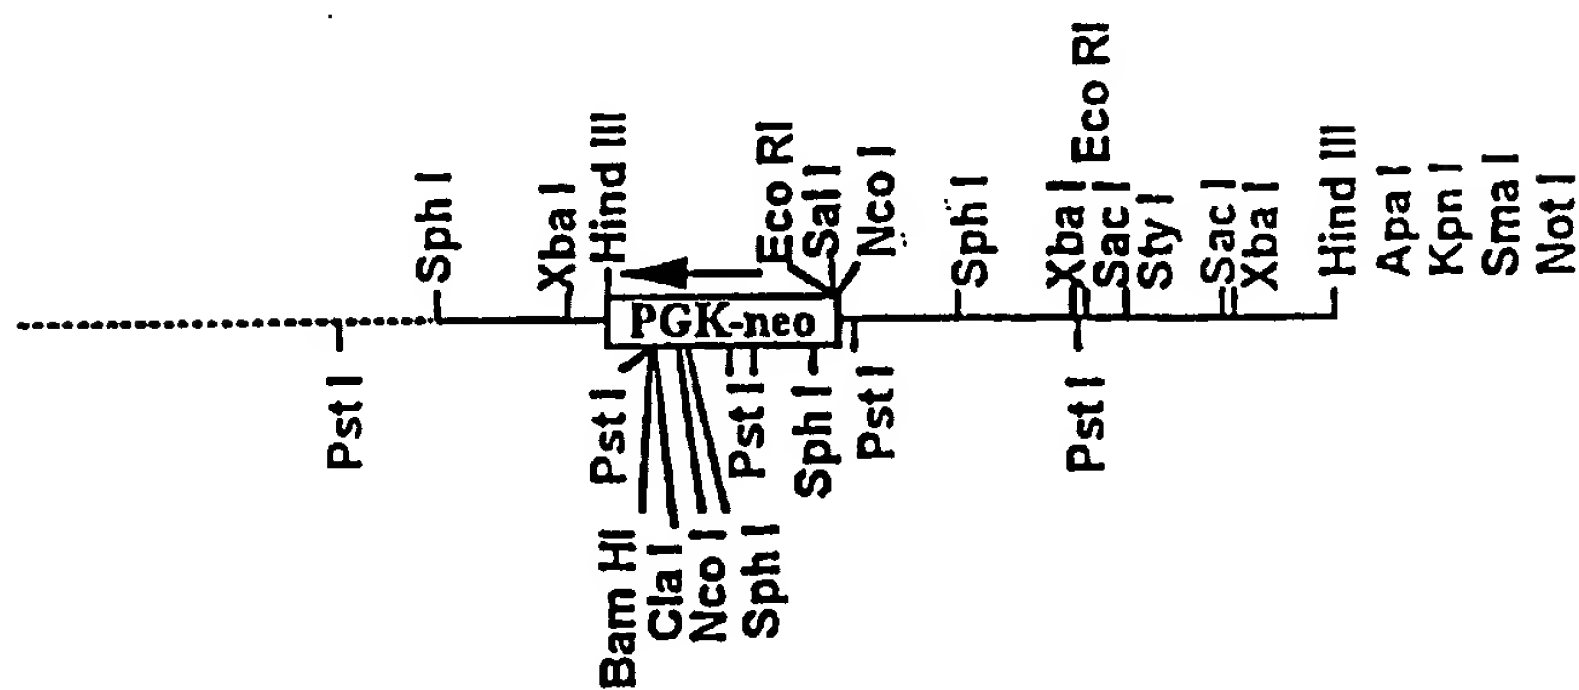 Sph I
Xba I
Hind III
Eco RI
Sal I
Nco I
Sph I
Xba I
Eco RI
Sac I
Sty I
Sac I
Xba I
Hind III
Apa I
Kpn I
Sma I
Not I
PGK-neo
Pst I
Pst I
Pst I
Sph I
Pst I
Pst I
Bam HI
Cla I
Nco I
Sph I